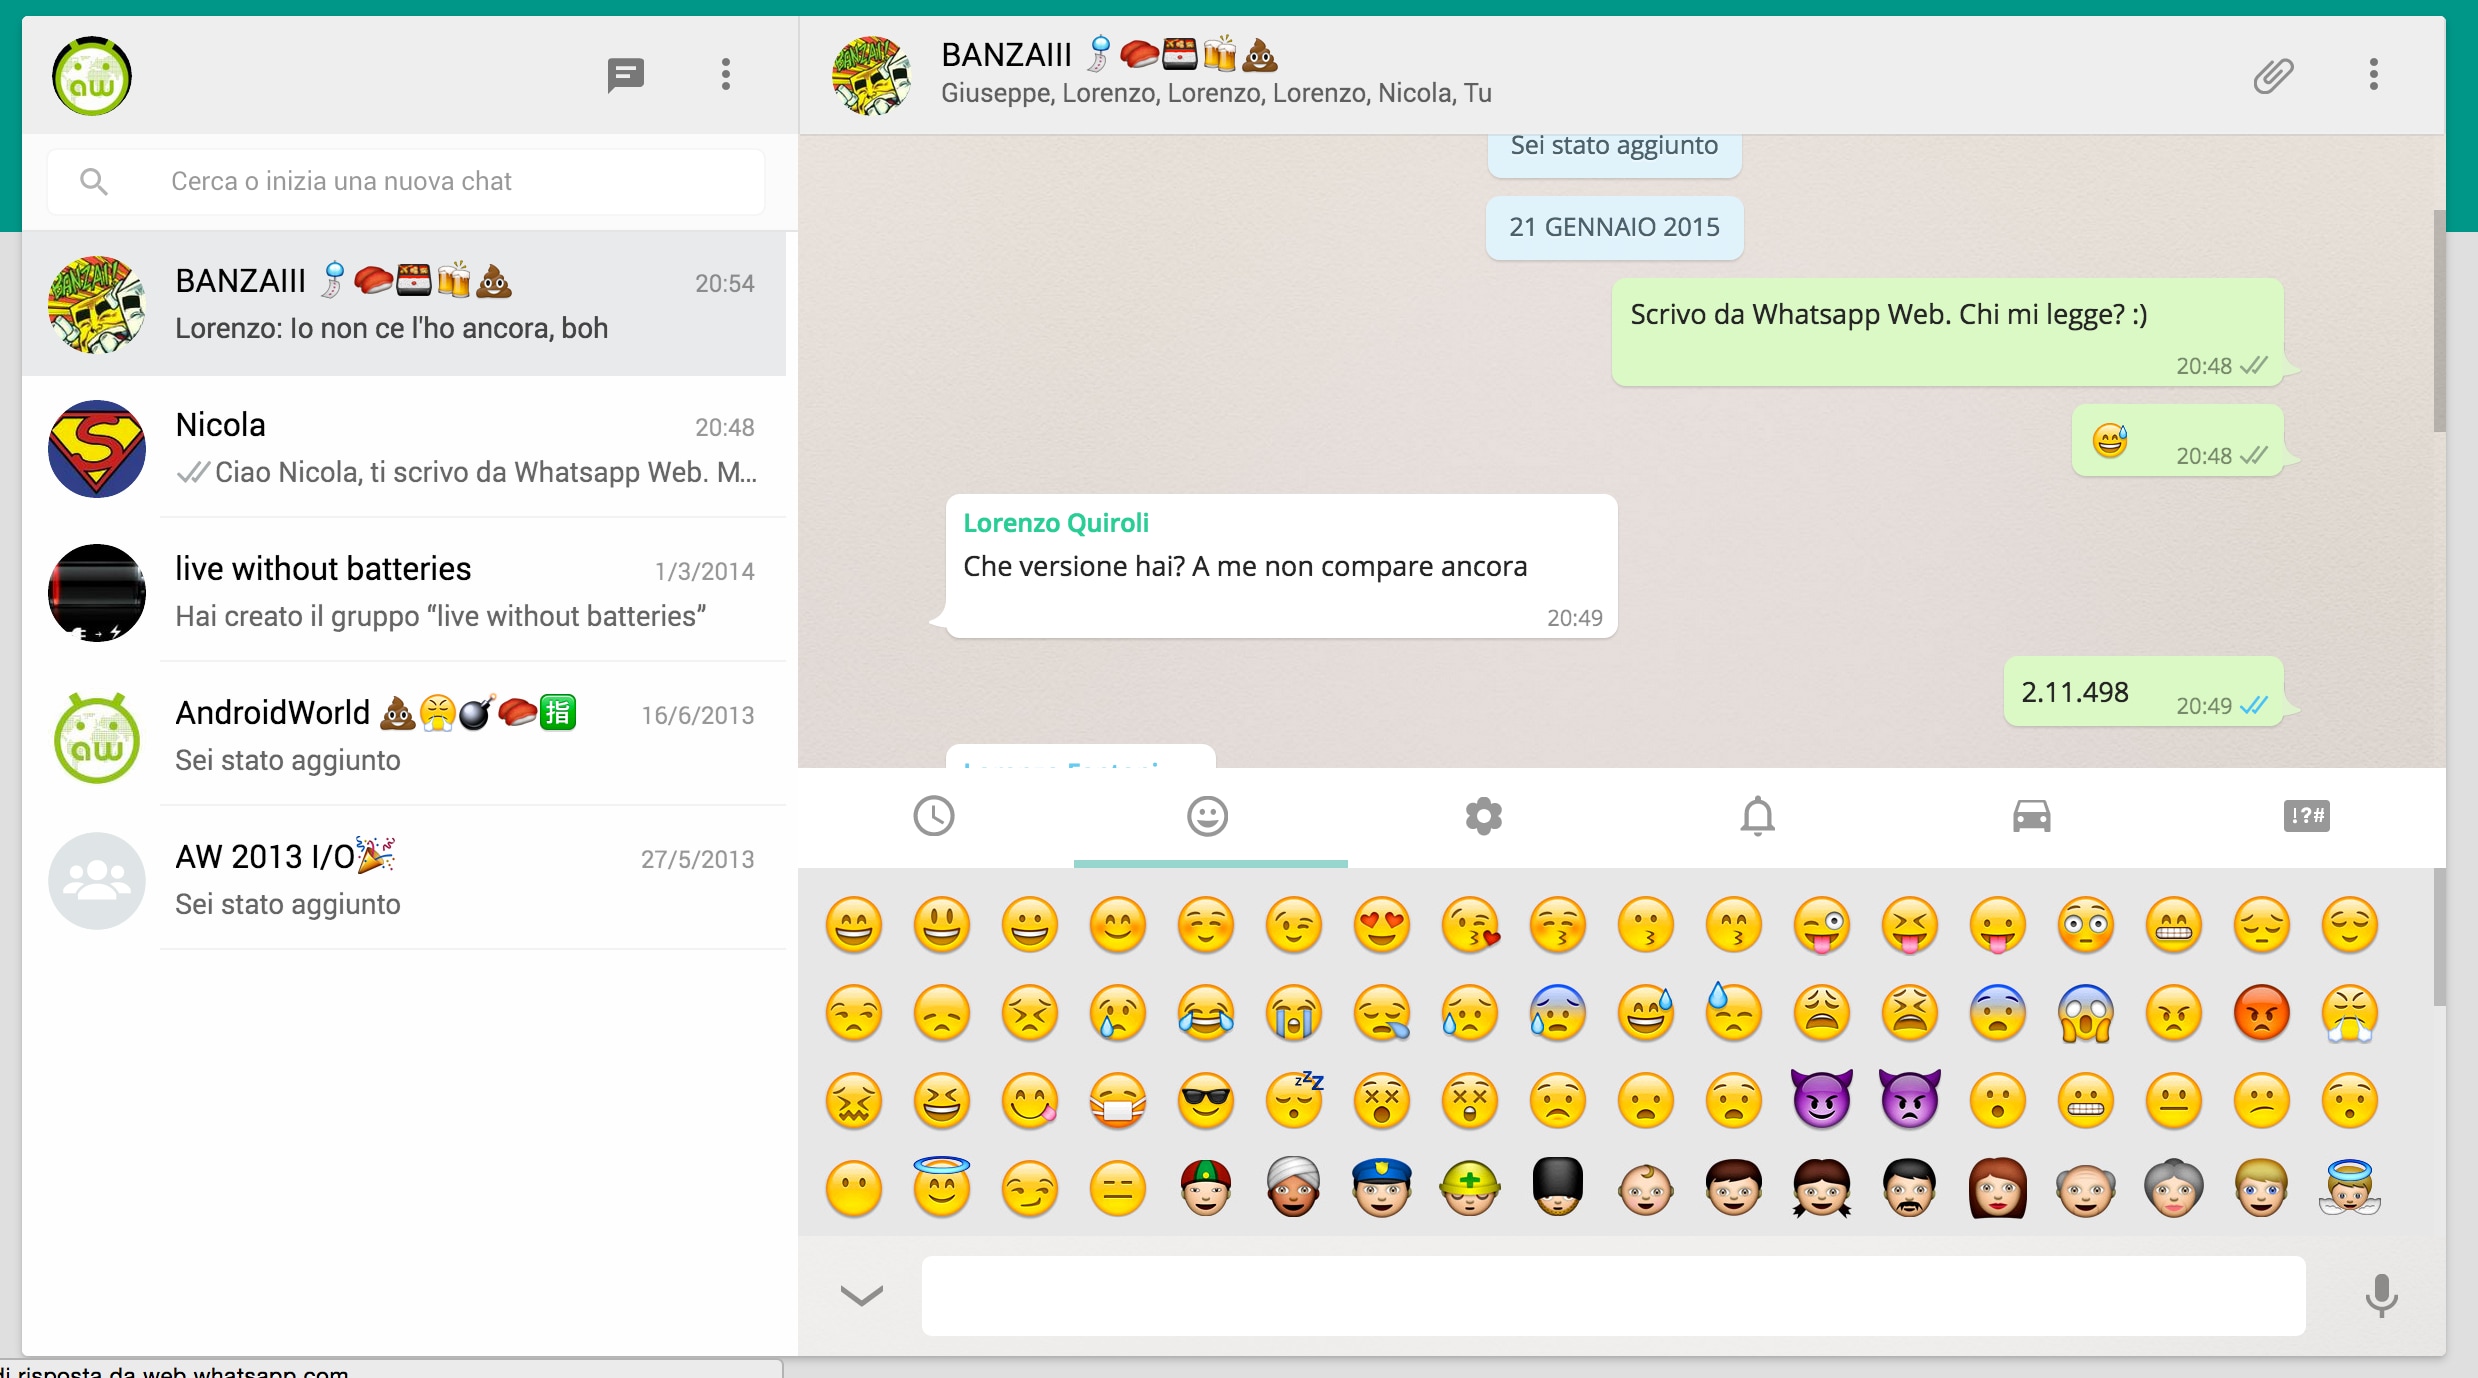 aw
Cerca o inizia una nuova chat
BANZAIII 🎐🍣🍱🍻💩
20:54
Lorenzo: Io non ce l'ho ancora, boh
Nicola
20:48
Ciao Nicola, ti scrivo da Whatsapp Web. M...
live without batteries
1/3/2014
Hai creato il gruppo “live without batteries”
AndroidWorld 💩😤💣🍣🈯
16/6/2013
aw
Sei stato aggiunto
AW 2013 I/O🎉
27/5/2013
Sei stato aggiunto
BANZAIII 🎐🍣🍱🍻💩
Giuseppe, Lorenzo, Lorenzo, Lorenzo, Nicola, Tu
Sei stato aggiunto
21 GENNAIO 2015
Scrivo da Whatsapp Web. Chi mi legge? :)
20:48
😅 20:48
Lorenzo Quiroli
Che versione hai? A me non compare ancora
20:49
2.11.498
20:49
!?#
di risposta da web.whatsapp.com